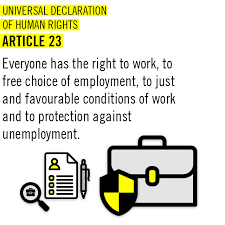 UNIVERSAL DECLARATION
OF HUMAN RIGHTS
ARTICLE 23
Everyone has the right to work, to
free choice of employment, to just
and favourable conditions of work
and to protection against
unemployment.